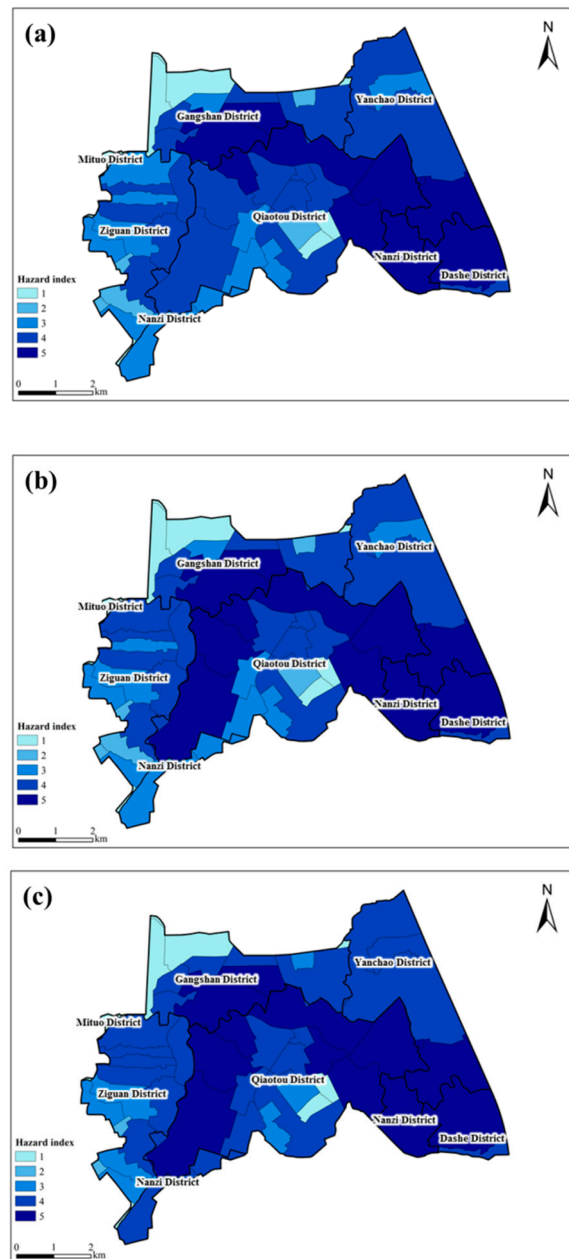 (a)
N
Yanchao District
Gangshan District
Mituo District
Qiaotou District
Ziguan District
Nanzi District
Dashe District
Hazard index
1
2
3
4
5
Nanzi District
0 1 2
km
(b)
N
Yanchao District
Gangshan District
Mituo District
Qiaotou District
Ziguan District
Nanzi District
Dashe District
Hazard index
1
2
3
4
5
Nanzi District
0 1 2
km
(c)
N
Yanchao District
Gangshan District
Mituo District
Qiaotou District
Ziguan District
Nanzi District
Dashe District
Hazard index
1
2
3
4
5
Nanzi District
0 1 2
km